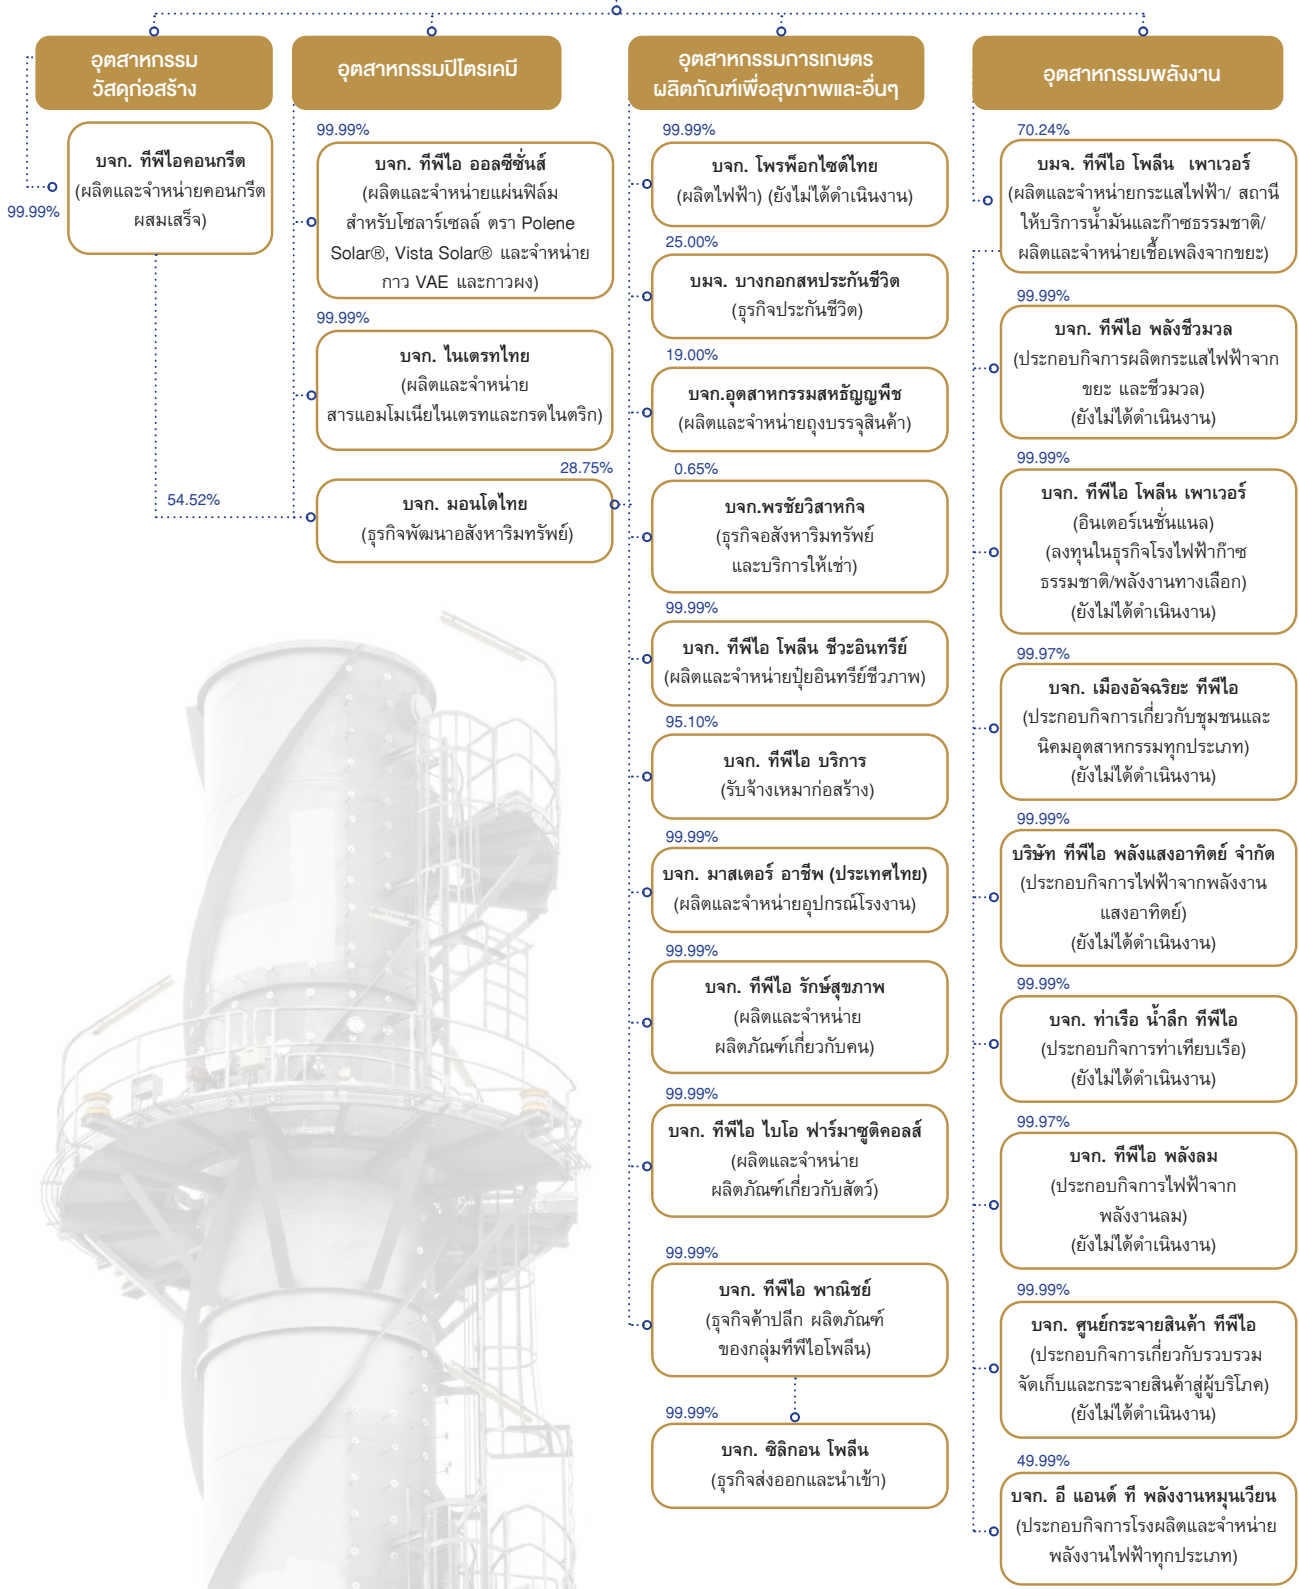 อุตสาหกรรม
วัสดุก่อสร้าง
99.99%
บจก. ทีพีไอคอนกรีต
(ผลิตและจำหน่ายคอนกรีต
ผสมเสร็จ)
54.52%
อุตสาหกรรมปิโตรเคมี
99.99%
บจก. ทีพีไอ ออลซีซั่นส์
(ผลิตและจำหน่ายแผ่นฟิล์ม
สำหรับโซลาร์เซลล์ ตรา Polene
Solar®, Vista Solar® และจำหน่าย
กาว VAE และกาวผง)
99.99%
บจก. ไนเตรทไทย
(ผลิตและจำหน่าย
สารแอมโมเนียไนเตรทและกรดไนตริก)
28.75%
บจก. มอนโดไทย
(ธุรกิจพัฒนาอสังหาริมทรัพย์)
อุตสาหกรรมการเกษตร
ผลิตภัณฑ์เพื่อสุขภาพและอื่นๆ
99.99%
บจก. โพรพ็อกไซด์ไทย
(ผลิตไฟฟ้า) (ยังไม่ได้ดำเนินงาน)
25.00%
บมจ. บางกอกสหประกันชีวิต
(ธุรกิจประกันชีวิต)
19.00%
บจก.อุตสาหกรรมสหธัญญพืช
(ผลิตและจำหน่ายถุงบรรจุสินค้า)
0.65%
บจก.พรชัยวิสาหกิจ
(ธุรกิจอสังหาริมทรัพย์
และบริการให้เช่า)
99.99%
บจก. ทีพีไอ โพลีน ชีวะอินทรีย์
(ผลิตและจำหน่ายปุ๋ยอินทรีย์ชีวภาพ)
95.10%
บจก. ทีพีไอ บริการ
(รับจ้างเหมาก่อสร้าง)
99.99%
บจก. มาสเตอร์ อาชีพ (ประเทศไทย)
(ผลิตและจำหน่ายอุปกรณ์โรงงาน)
99.99%
บจก. ทีพีไอ รักษ์สุขภาพ
(ผลิตและจำหน่าย
ผลิตภัณฑ์เกี่ยวกับคน)
99.99%
บจก. ทีพีไอ ไบโอ ฟาร์มาซูติคอลส์
(ผลิตและจำหน่าย
ผลิตภัณฑ์เกี่ยวกับสัตว์)
99.99%
บจก. ทีพีไอ พาณิชย์
(ธุจกิจค้าปลีก ผลิตภัณฑ์
ของกลุ่มทีพีไอโพลีน)
99.99%
บจก. ซิลิกอน โพลีน
(ธุรกิจส่งออกและนำเข้า)
อุตสาหกรรมพลังงาน
70.24%
บมจ. ทีพีไอ โพลีน เพาเวอร์
(ผลิตและจำหน่ายกระแสไฟฟ้า/ สถานี
ให้บริการน้ำมันและก๊าซธรรมชาติ/
ผลิตและจำหน่ายเชื้อเพลิงจากขยะ)
99.99%
บจก. ทีพีไอ พลังชีวมวล
(ประกอบกิจการผลิตกระแสไฟฟ้าจาก
ขยะ และชีวมวล)
(ยังไม่ได้ดำเนินงาน)
99.99%
บจก. ทีพีไอ โพลีน เพาเวอร์
(อินเตอร์เนชั่นแนล)
(ลงทุนในธุรกิจโรงไฟฟ้าก๊าซ
ธรรมชาติ/พลังงานทางเลือก)
(ยังไม่ได้ดำเนินงาน)
99.97%
บจก. เมืองอัจฉริยะ ทีพีไอ
(ประกอบกิจการเกี่ยวกับชุมชนและ
นิคมอุตสาหกรรมทุกประเภท)
(ยังไม่ได้ดำเนินงาน)
99.99%
บริษัท ทีพีไอ พลังแสงอาทิตย์ จำกัด
(ประกอบกิจการไฟฟ้าจากพลังงาน
แสงอาทิตย์)
(ยังไม่ได้ดำเนินงาน)
99.99%
บจก. ท่าเรือ น้ำลึก ทีพีไอ
(ประกอบกิจการท่าเทียบเรือ)
(ยังไม่ได้ดำเนินงาน)
99.97%
บจก. ทีพีไอ พลังลม
(ประกอบกิจการไฟฟ้าจาก
พลังงานลม)
(ยังไม่ได้ดำเนินงาน)
99.99%
บจก. ศูนย์กระจายสินค้า ทีพีไอ
(ประกอบกิจการเกี่ยวกับรวบรวม
จัดเก็บและกระจายสินค้าสู่ผู้บริโภค)
(ยังไม่ได้ดำเนินงาน)
49.99%
บจก. อี แอนด์ ที พลังงานหมุนเวียน
(ประกอบกิจการโรงผลิตและจำหน่าย
พลังงานไฟฟ้าทุกประเภท)